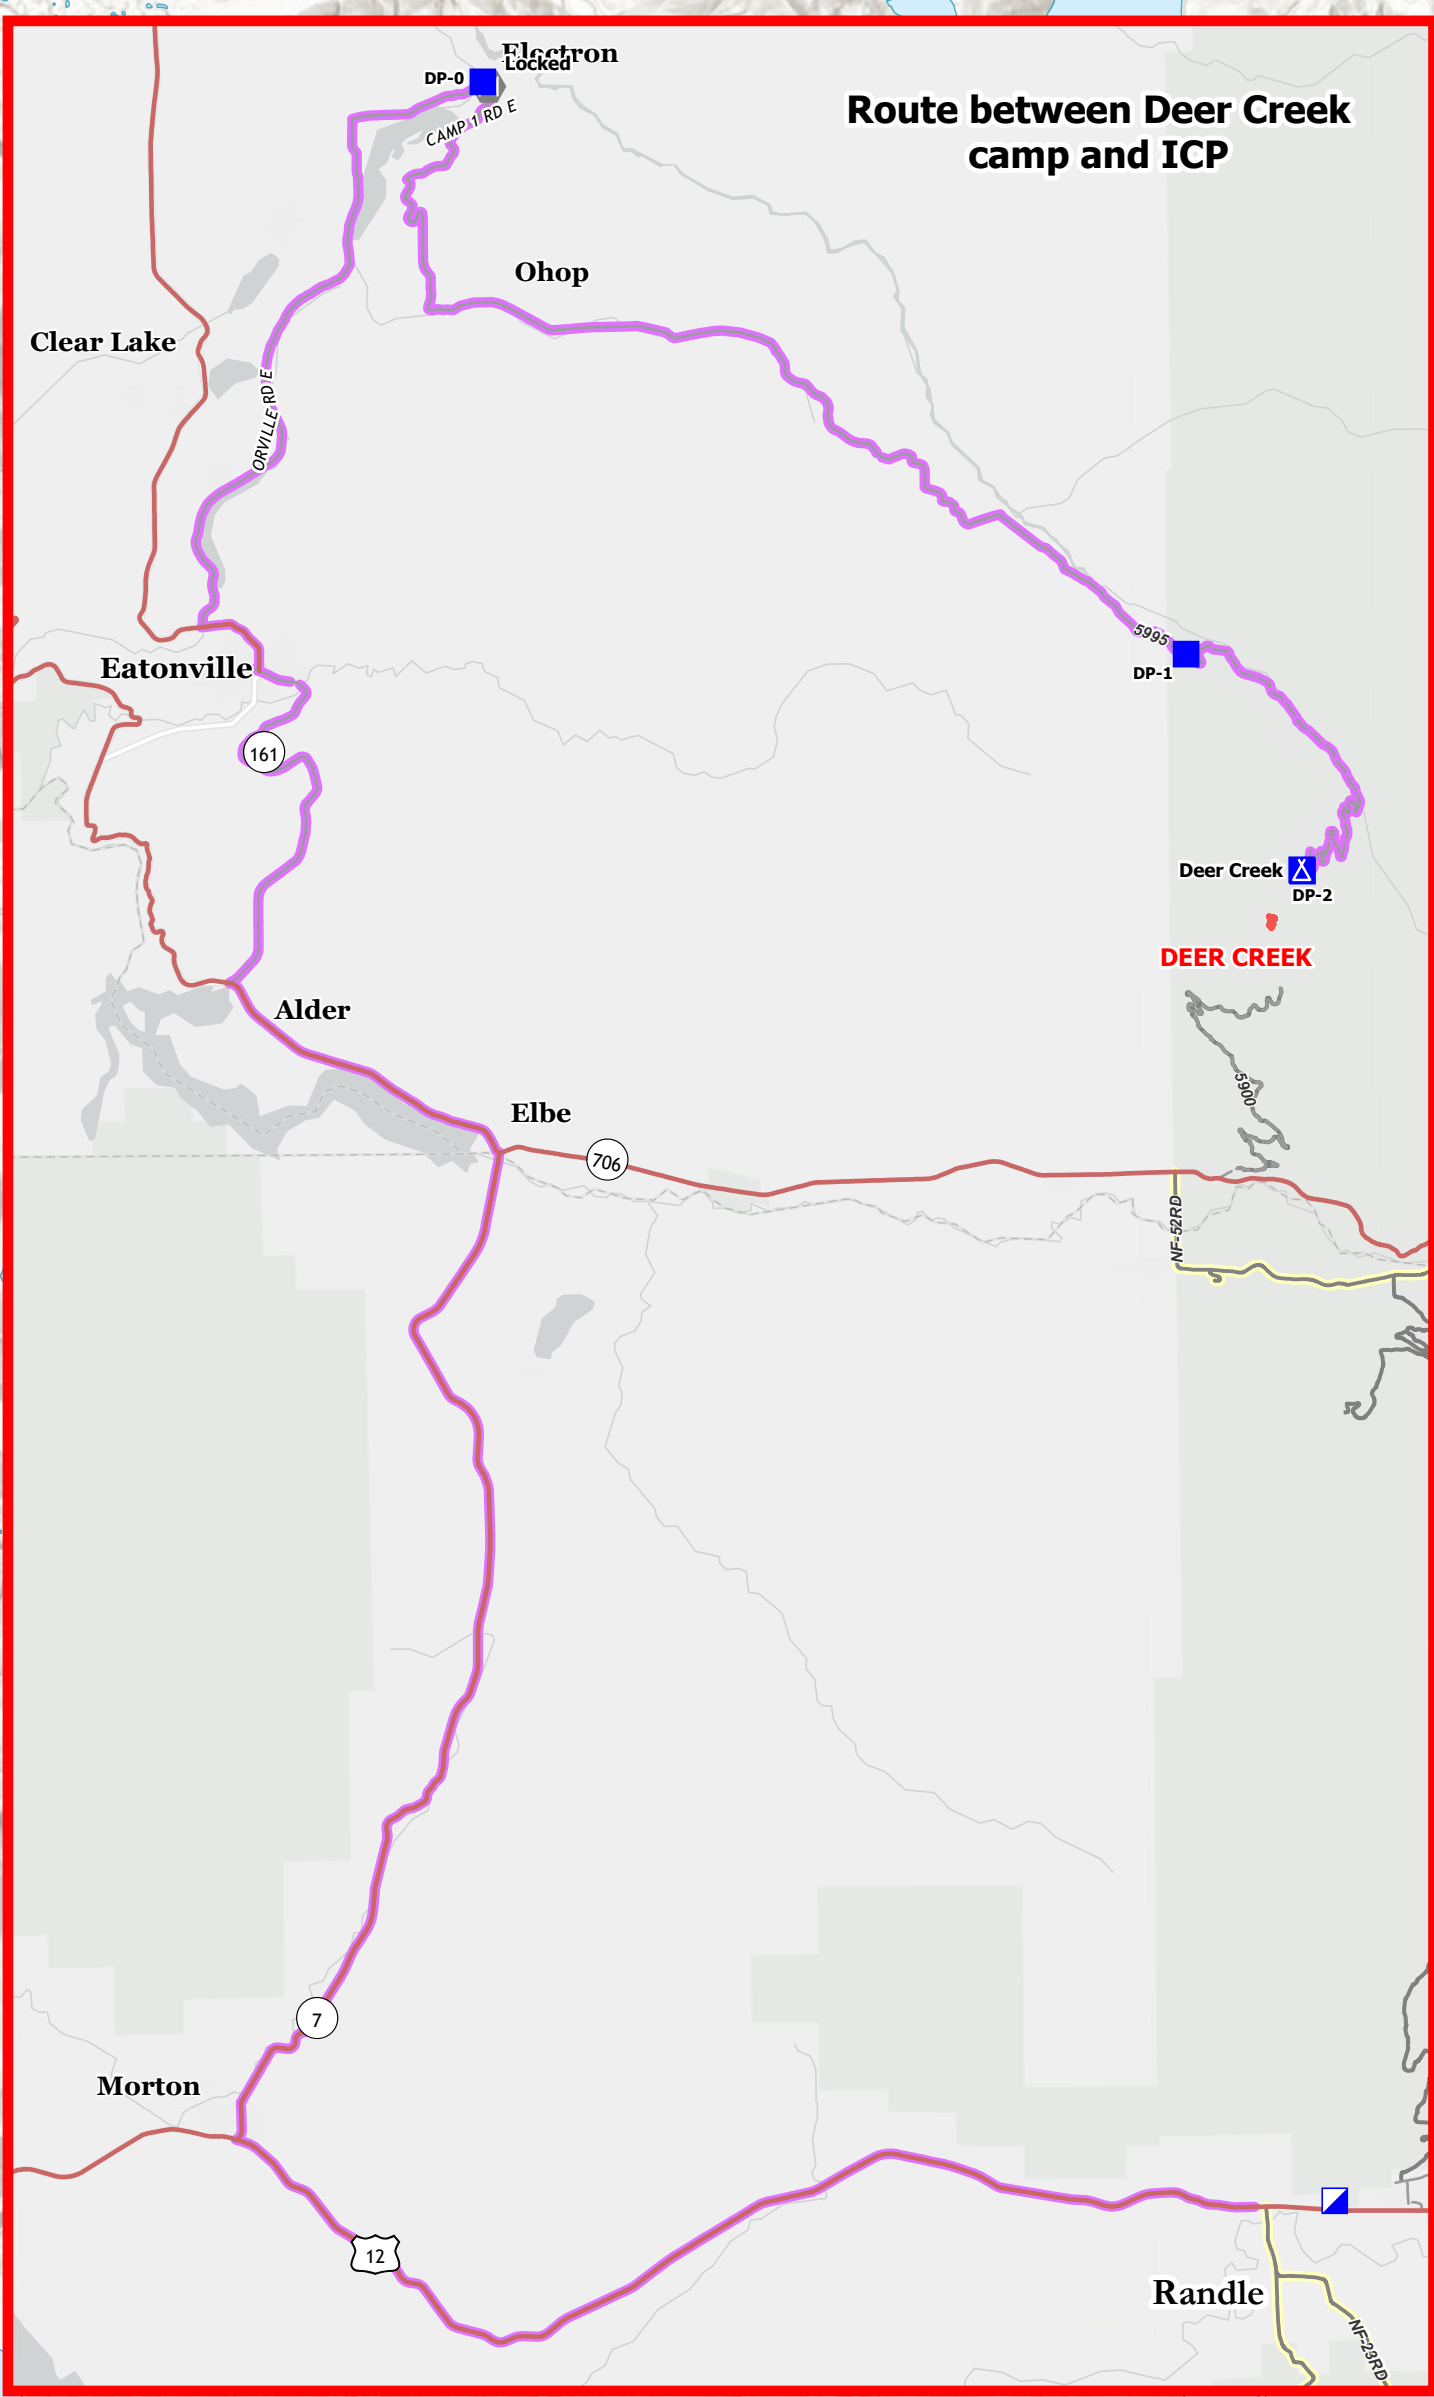 Electron
Locked
DP-0
CAMP 1 RD E
Route between Deer Creek
camp and ICP
Ohop
Clear Lake
ORVILLE RD E
5995
Eatonville
DP-1
161
Deer Creek
DP-2
DEER CREEK
Alder
5900
Elbe
706
NF-52RD
7
Morton
12
Randle
NF-23RD